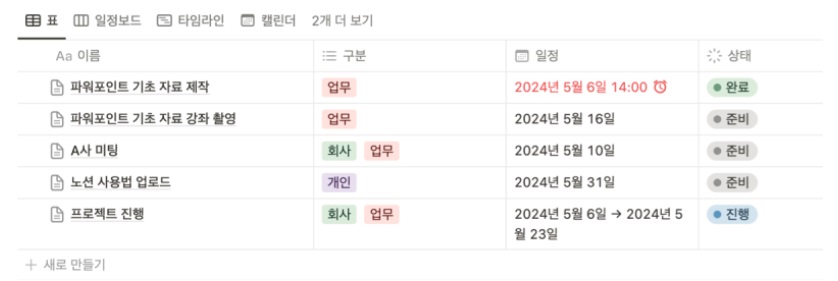 표 일정보드 타임라인 캘린더 2개 더 보기
Aa 이름 구분 일정 상태
파워포인트 기초 자료 제작 업무 2024년 5월 6일 14:00 완료
파워포인트 기초 자료 강좌 촬영 업무 2024년 5월 16일 준비
A사 미팅 회사 업무 2024년 5월 10일 준비
노션 사용법 업로드 개인 2024년 5월 31일 준비
프로젝트 진행 회사 업무 2024년 5월 6일 → 2024년 5 진행
월 23일
+ 새로 만들기